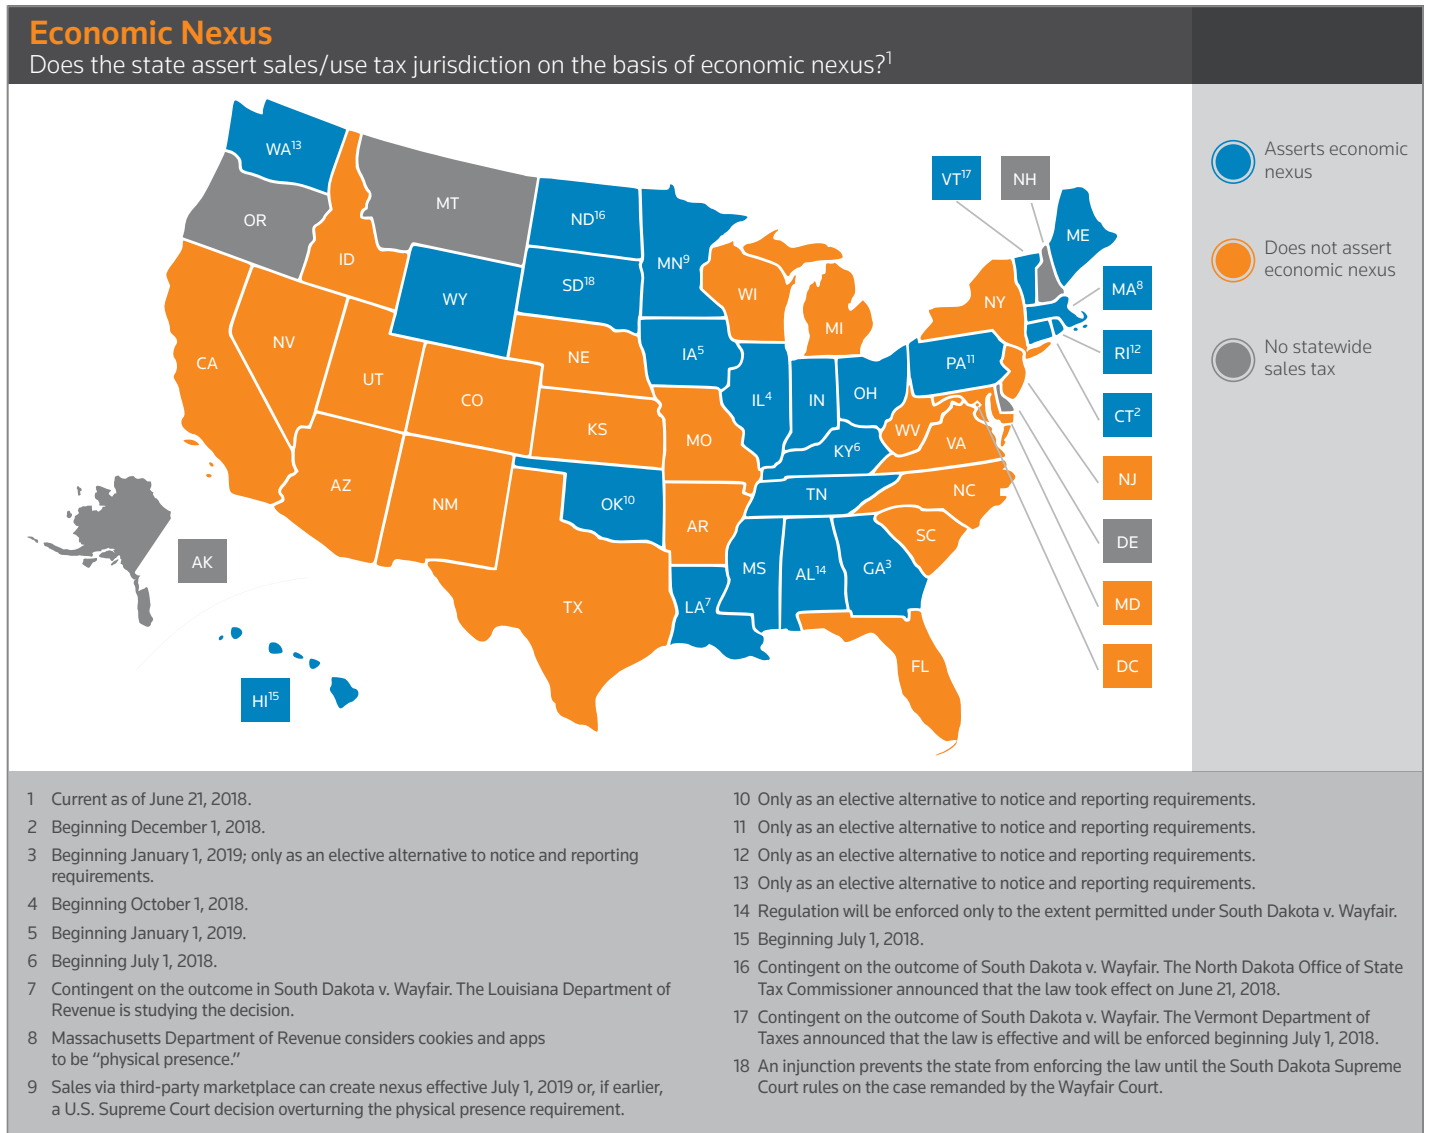 Economic Nexus
Does the state assert sales/use tax jurisdiction on the basis of economic nexus?1
Asserts economic
nexus
Does not assert
economic nexus
No statewide
sales tax
WA13
OR
MT
ID
WY
ND16
SD18
MN9
WI
MI
VT17
NH
ME
NY
MA8
RI12
CT2
NJ
DE
MD
DC
CA
NV
UT
CO
NE
KS
IA5
MO
IL4
IN
OH
PA11
WV
VA
KY6
TN
NC
SC
AZ
NM
OK10
AR
TX
LA7
MS
AL14
GA3
FL
AK
HI15
1 Current as of June 21, 2018.
2 Beginning December 1, 2018.
3 Beginning January 1, 2019; only as an elective alternative to notice and reporting
requirements.
4 Beginning October 1, 2018.
5 Beginning January 1, 2019.
6 Beginning July 1, 2018.
7 Contingent on the outcome in South Dakota v. Wayfair. The Louisiana Department of
Revenue is studying the decision.
8 Massachusetts Department of Revenue considers cookies and apps
to be “physical presence.”
9 Sales via third-party marketplace can create nexus effective July 1, 2019 or, if earlier,
a U.S. Supreme Court decision overturning the physical presence requirement.
10 Only as an elective alternative to notice and reporting requirements.
11 Only as an elective alternative to notice and reporting requirements.
12 Only as an elective alternative to notice and reporting requirements.
13 Only as an elective alternative to notice and reporting requirements.
14 Regulation will be enforced only to the extent permitted under South Dakota v. Wayfair.
15 Beginning July 1, 2018.
16 Contingent on the outcome of South Dakota v. Wayfair. The North Dakota Office of State
Tax Commissioner announced that the law took effect on June 21, 2018.
17 Contingent on the outcome of South Dakota v. Wayfair. The Vermont Department of
Taxes announced that the law is effective and will be enforced beginning July 1, 2018.
18 An injunction prevents the state from enforcing the law until the South Dakota Supreme
Court rules on the case remanded by the Wayfair Court.